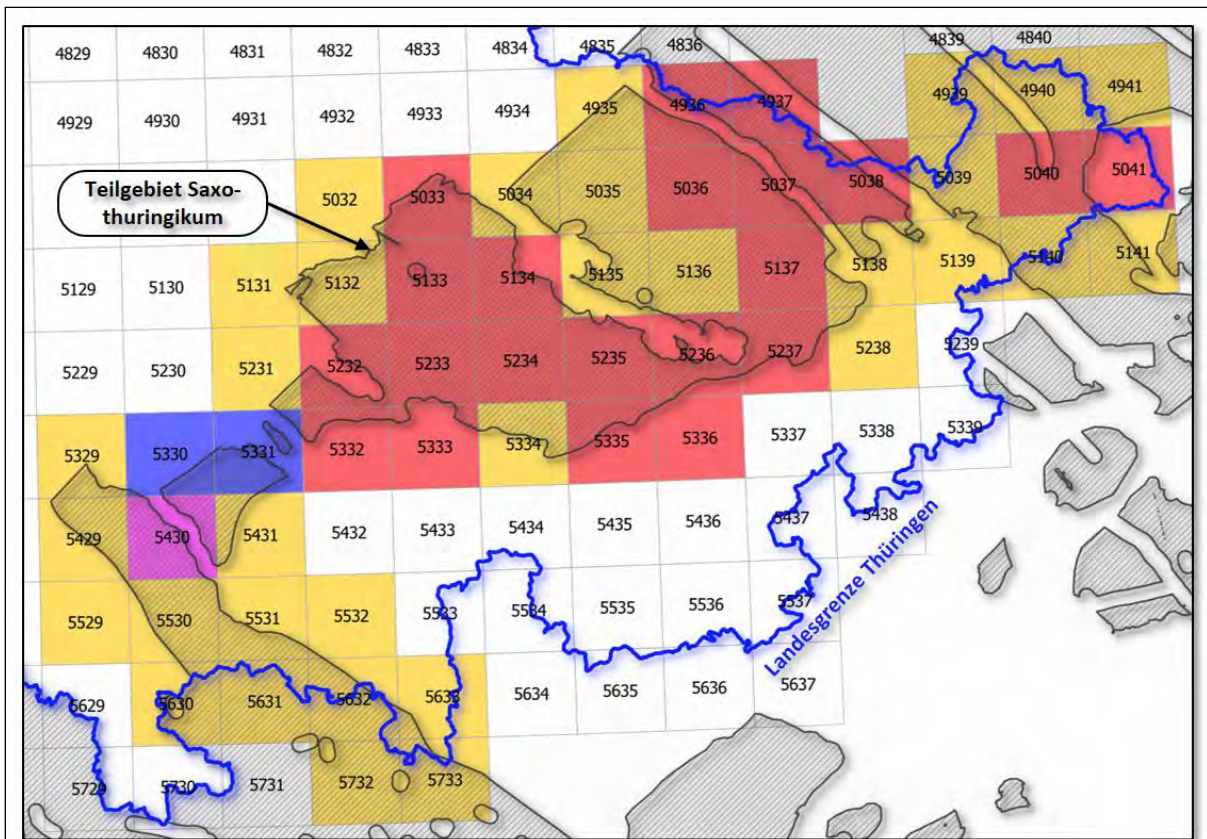 4829 4830 4831 4832 4833 4834 4835 4836 4839 4840
4929 4930 4931 4932 4933 4934 4935 4936 4937 4939 4940 4941
Teilgebiet Saxo-
thuringikum
5032 5033 5034 5035 5036 5037 5038 5039 5040 5041
5129 5130 5131 5132 5133 5134 5135 5136 5137 5138 5139 5140 5141
5229 5230 5231 5232 5233 5234 5235 5236 5237 5238 5239
5329 5330 5331 5332 5333 5334 5335 5336 5337 5338 5339
5429 5430 5431 5432 5433 5434 5435 5436 5437 5438
5529 5530 5531 5532 5533 5534 5535 5536 5537
Landesgrenze Thüringen
5629 5630 5631 5632 5633 5634 5635 5636 5637
5729 5730 5731 5732 5733